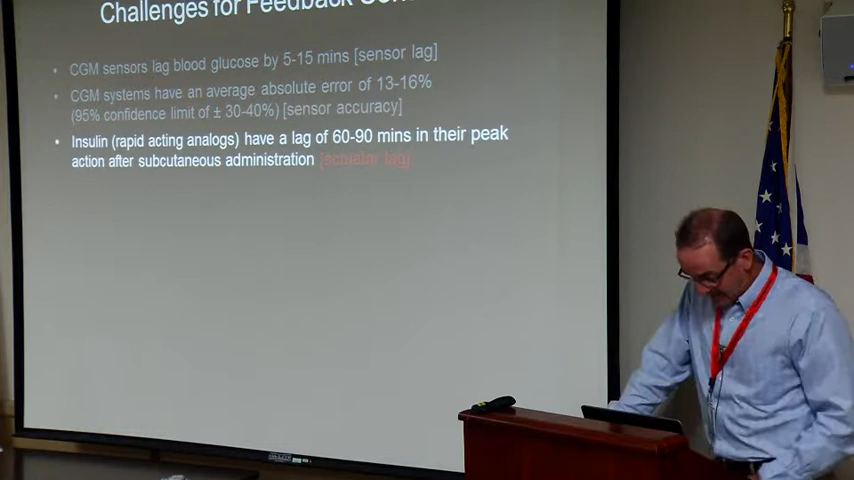 Challenges for Feedback
• CGM sensors lag blood glucose by 5-15 mins [sensor lag]
• CGM systems have an average absolute error of 13-16%
(95% confidence limit of ± 30-40%) [sensor accuracy]
• Insulin (rapid acting analogs) have a lag of 60-90 mins in their peak
action after subcutaneous administration [actuator lag]